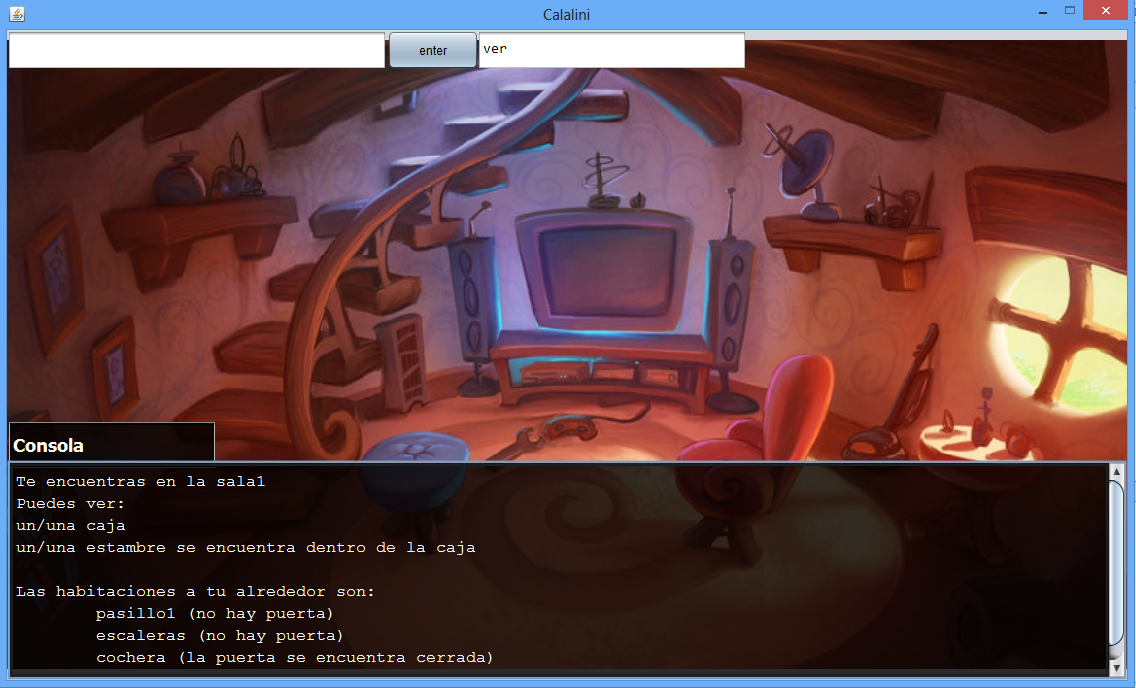 Calalini
enter
ver
Consola
Te encuentras en la sala1
Puedes ver:
un/una caja
un/una estambre se encuentra dentro de la caja
Las habitaciones a tu alrededor son:
pasillo1 (no hay puerta)
escaleras (no hay puerta)
cochera (la puerta se encuentra cerrada)